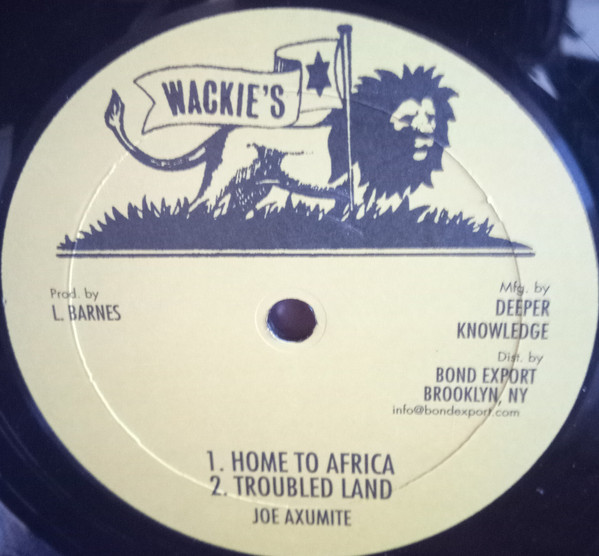 WACKIE'S
Prod. by
L. BARNES
Mfg. by
DEEPER
KNOWLEDGE
Dist. by
BOND EXPORT
BROOKLYN, NY
info@bondexport.com
1. HOME TO AFRICA
2. TROUBLED LAND
JOE AXUMITE